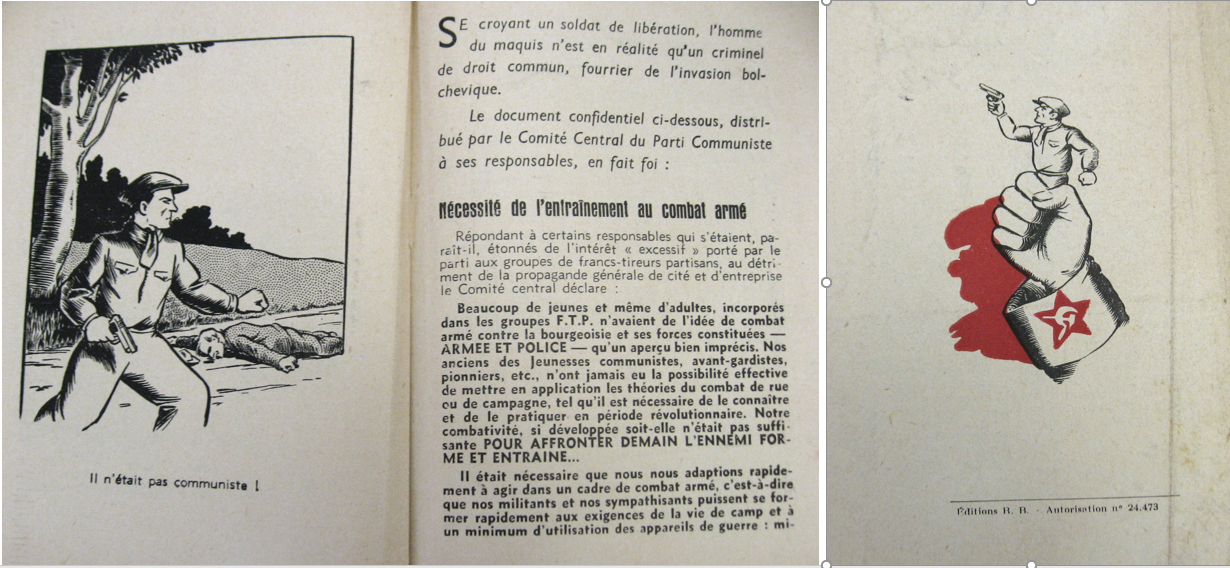 Il n'était pas communiste !
SE croyant un soldat de libération, l'homme
du maquis n'est en réalité qu'un criminel
de droit commun, fourrier de l'invasion bol-
chevique.
Le document confidentiel ci-dessous, distri-
bué par le Comité Central du Parti Communiste
à ses responsables, en fait foi :
Nécessité de l'entraînement au combat armé
Répondant à certains responsables qui s'étaient, pa-
raît-il, étonnés de l'intérêt « excessif » porté par le
parti aux groupes de francs-tireurs partisans, au détri-
ment de la propagande générale de cité et d'entreprise
le Comité central déclare :
Beaucoup de jeunes et même d'adultes, incorporés
dans les groupes F.T.P. n'avaient de l'idée de combat
armé contre la bourgeoisie et ses forces constituées —
ARMEE ET POLICE — qu'un aperçu bien imprécis. Nos
anciens des Jeunesses communistes, avant-gardistes,
pionniers, etc., n'ont jamais eu la possibilité effective
de mettre en application les théories du combat de rue
ou de campagne, tel qu'il est nécessaire de le connaître
et de le pratiquer en période révolutionnaire. Notre
combativité, si développée soit-elle n'était pas suffi-
sante POUR AFFRONTER DEMAIN L'ENNEMI FOR-
ME ET ENTRAINE...
Il était nécessaire que nous nous adaptions rapide-
ment à agir dans un cadre de combat armé, c'est-à-dire
que nos militants et nos sympathisants puissent se for-
mer rapidement aux exigences de la vie de camp et à
un minimum d'utilisation des appareils de guerre : mi-
Éditions R. B. - Autorisation n° 24.473